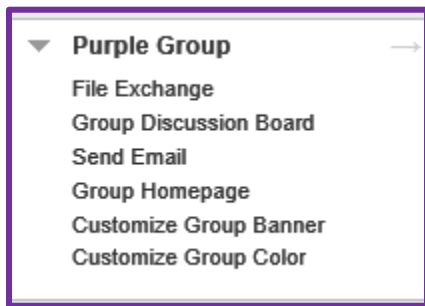 Purple Group
File Exchange
Group Discussion Board
Send Email
Group Homepage
Customize Group Banner
Customize Group Color